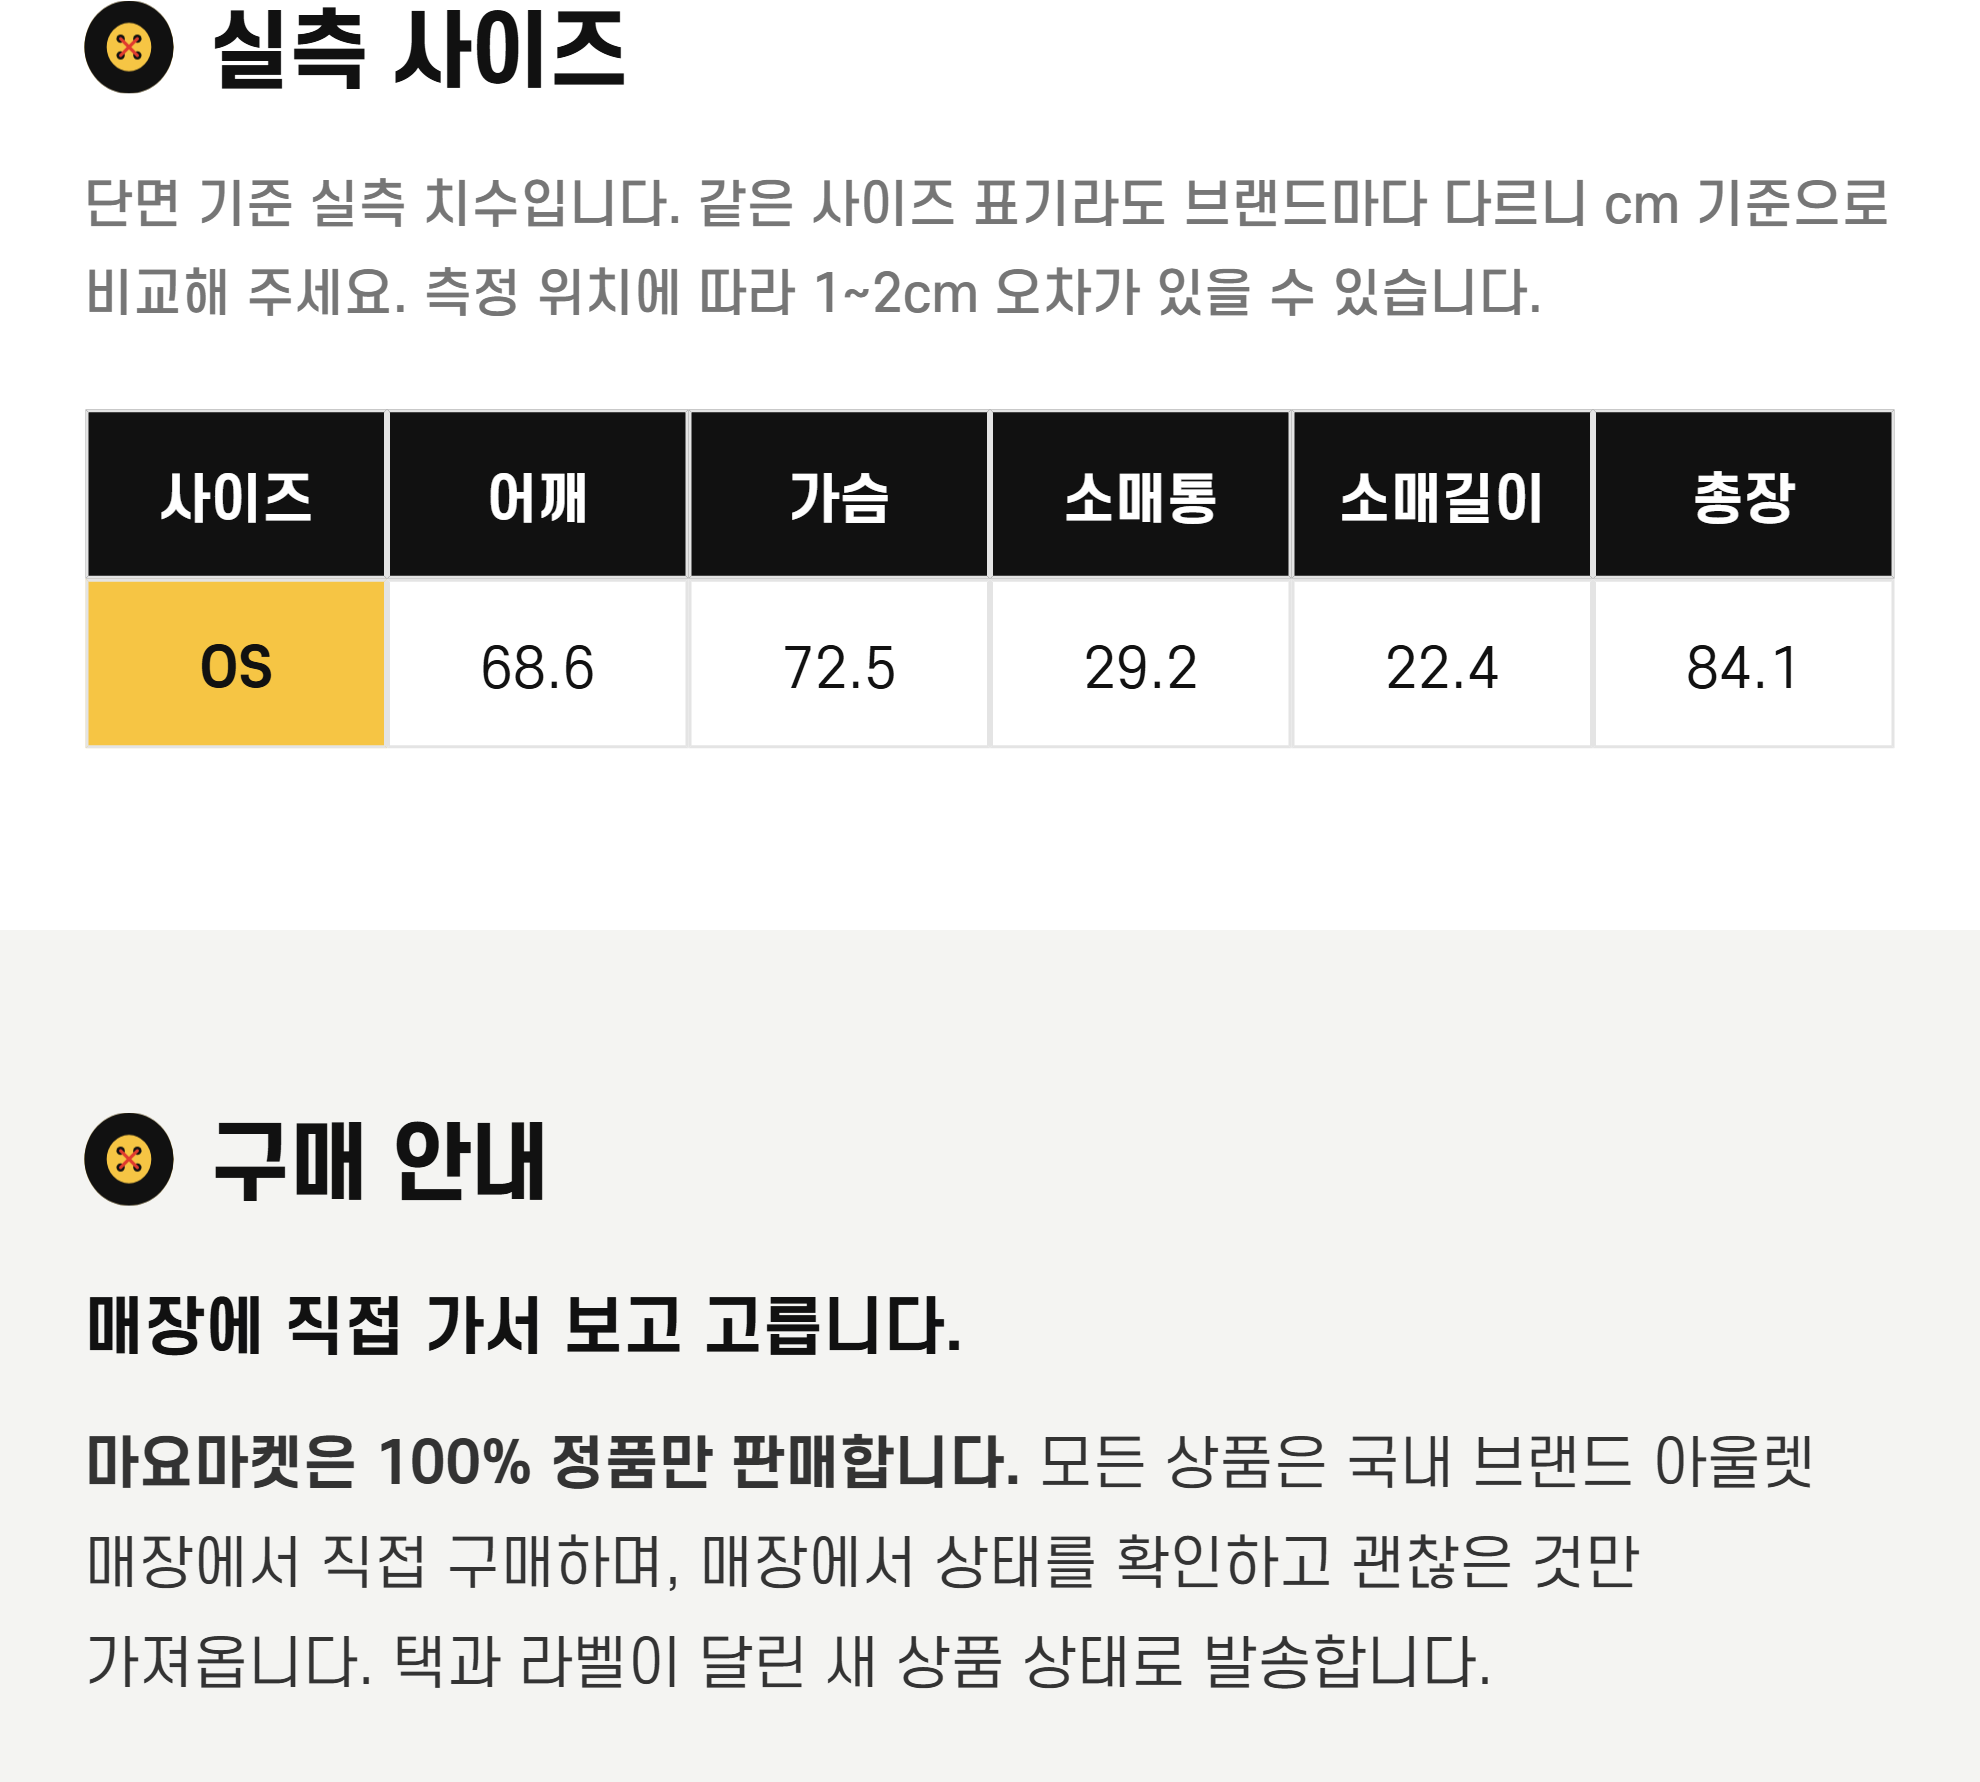 실측 사이즈
단면 기준 실측 치수입니다. 같은 사이즈 표기라도 브랜드마다 다르니 cm 기준으로
비교해 주세요. 측정 위치에 따라 1~2cm 오차가 있을 수 있습니다.
사이즈 어깨 가슴 소매통 소매길이 총장
OS 68.6 72.5 29.2 22.4 84.1
구매 안내
매장에 직접 가서 보고 고릅니다.
마요마켓은 100% 정품만 판매합니다. 모든 상품은 국내 브랜드 아울렛
매장에서 직접 구매하며, 매장에서 상태를 확인하고 괜찮은 것만
가져옵니다. 택과 라벨이 달린 새 상품 상태로 발송합니다.